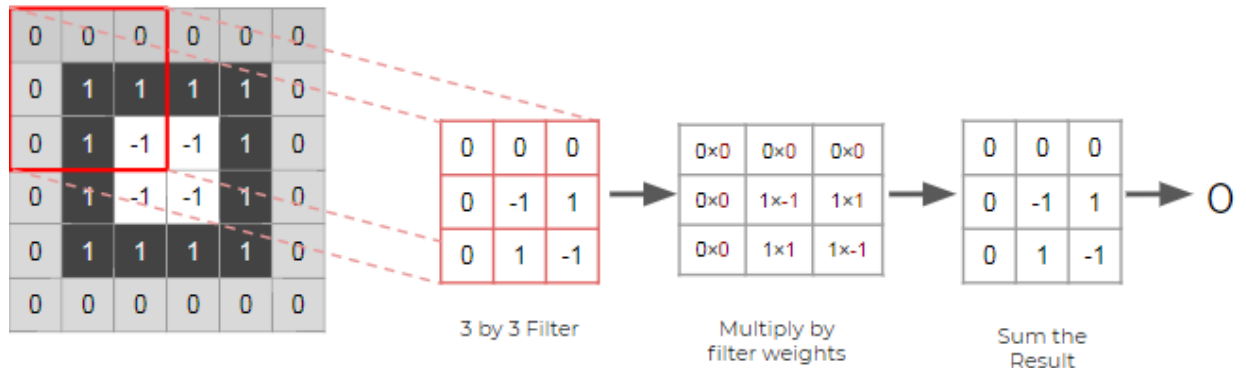 0 0 0 0 0 0
0 1 1 1 1 0
0 1 -1 -1 1 0
0 1 -1 -1 1 0
0 1 1 1 1 0
0 0 0 0 0 0
0 0 0
0 -1 1
0 1 -1
3 by 3 Filter
0×0 0×0 0×0
0×0 1×-1 1×1
0×0 1×1 1×-1
Multiply by
filter weights
0 0 0
0 -1 1
0 1 -1
Sum the
Result
0